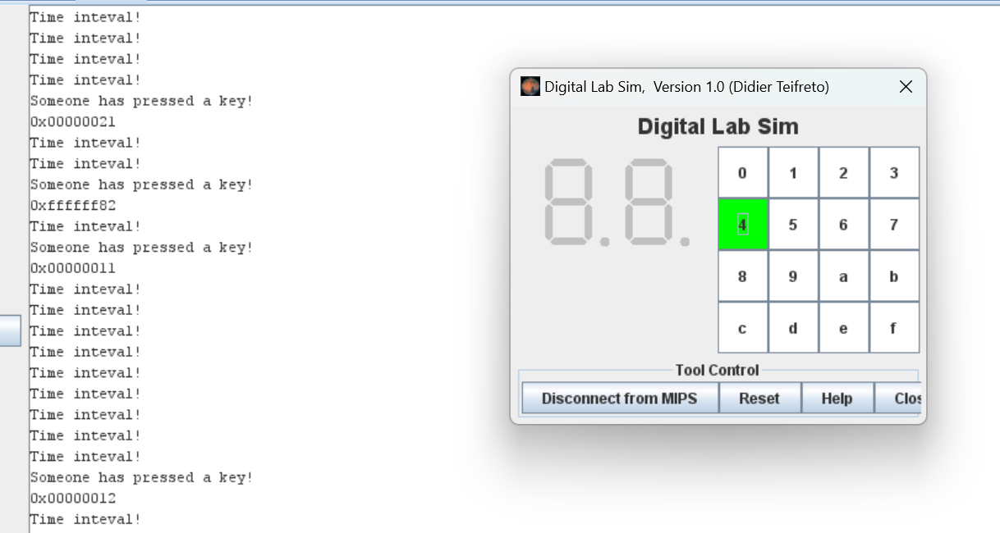 Time inteval!
Time inteval!
Time inteval!
Time inteval!
Someone has pressed a key!
0x00000021
Time inteval!
Time inteval!
Someone has pressed a key!
0xffffff82
Time inteval!
Someone has pressed a key!
0x00000011
Time inteval!
Time inteval!
Time inteval!
Time inteval!
Time inteval!
Time inteval!
Time inteval!
Time inteval!
Time inteval!
Someone has pressed a key!
0x00000012
Time inteval!
Digital Lab Sim, Version 1.0 (Didier Teifreto)
Digital Lab Sim
8.8.
0 1 2 3
4 5 6 7
8 9 a b
c d e f
Tool Control
Disconnect from MIPS Reset Help Clos